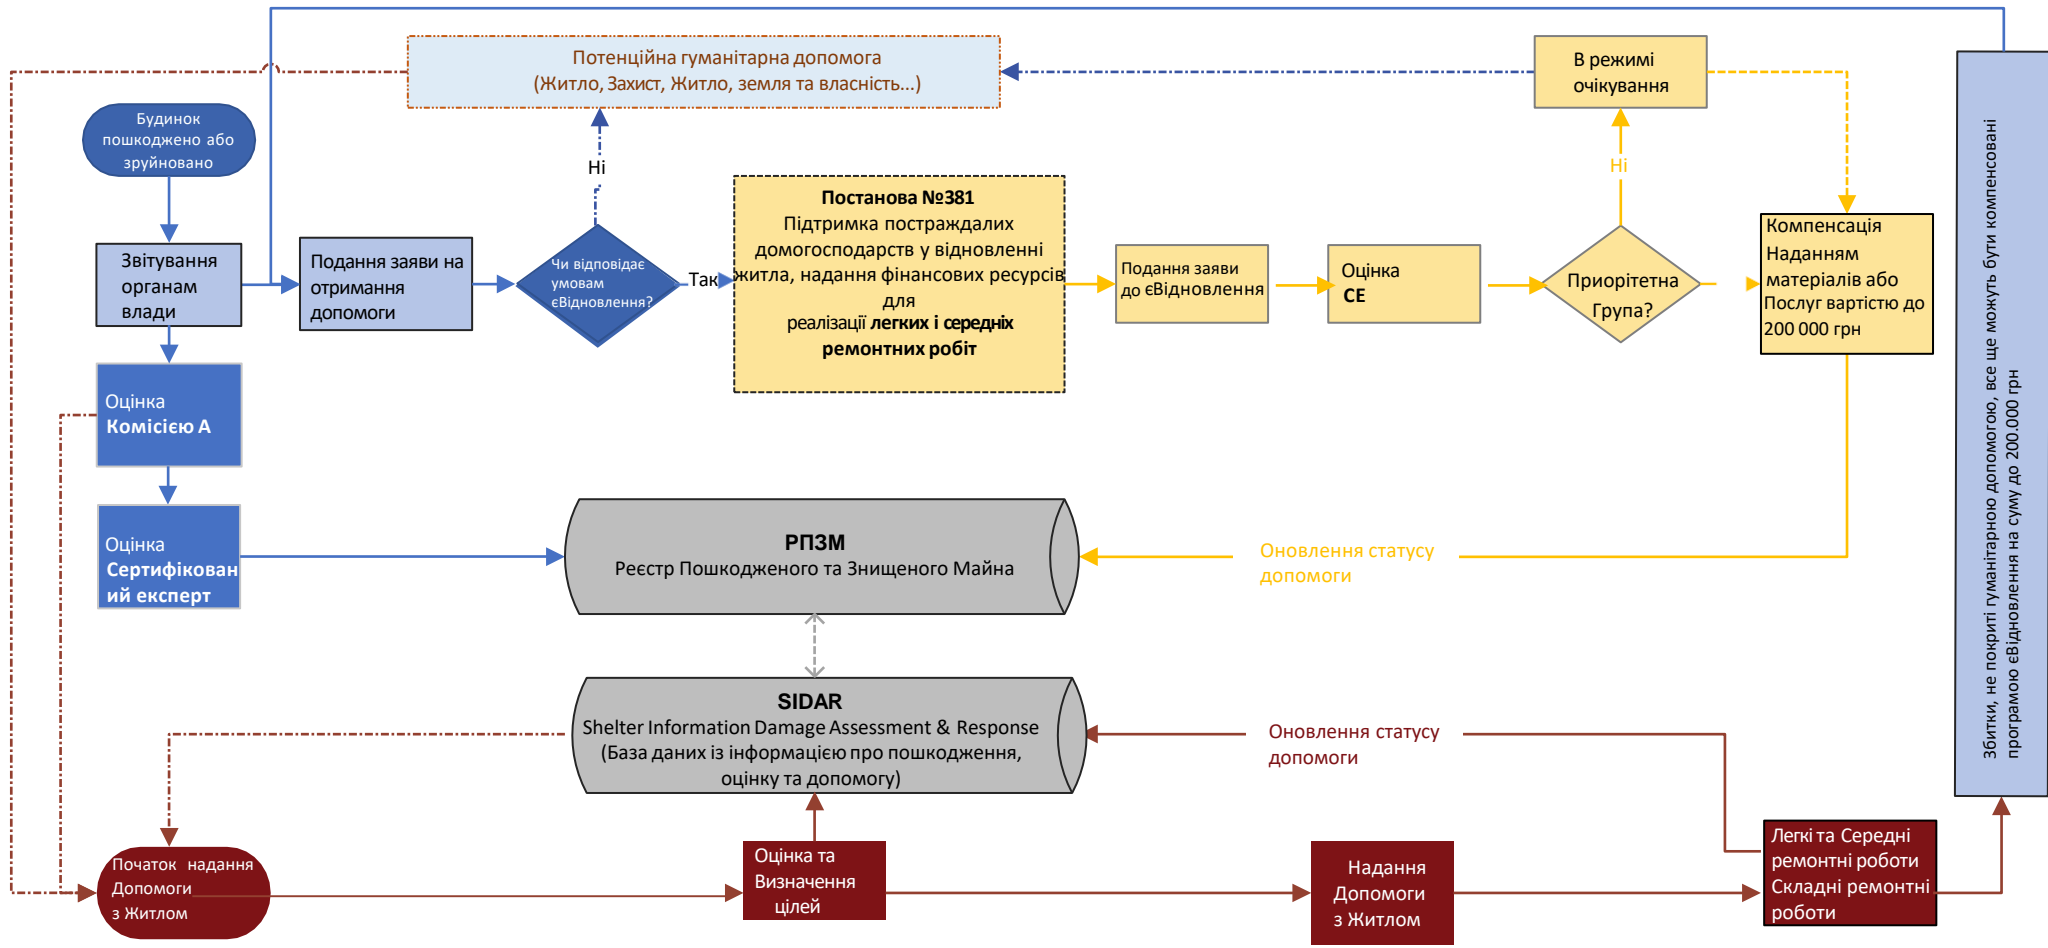 Потенційна гуманітарна допомога
(Житло, Захист, Житло, земля та власність...)
В режимі
очікування
Будинок
пошкоджено або
зруйновано
Ні
Ні
Звітування
органам
влади
Подання заяви на
отримання
допомоги
Чи відповідає
умовам
єВідновлення?
Так
Постанова №381
Підтримка постраждалих
домогосподарств у відновленні
житла, надання фінансових ресурсів
для
реалізації легких і середніх
ремонтних робіт
Подання заяви
до єВідновлення
Оцінка
СЕ
Приорітетна
Група?
Компенсація
Наданням
матеріалів або
Послуг вартістю до
200 000 грн
Збитки, не покриті гуманітарною допомогою, все ще можуть бути компенсовані
програмою єВідновлення на суму до 200.000 грн
Оцінка
Комісією А
Оцінка
Сертифікован
ий експерт
РПЗМ
Реєстр Пошкодженого та Знищеного Майна
Оновлення статусу
допомоги
SIDAR
Shelter Information Damage Assessment & Response
(База даних із інформацією про пошкодження,
оцінку та допомогу)
Оновлення статусу
допомоги
Початок надання
Допомоги
з Житлом
Оцінка та
Визначення
цілей
Надання
Допомоги
з Житлом
Легкі та Середні
ремонтні роботи
Складні ремонтні
роботи